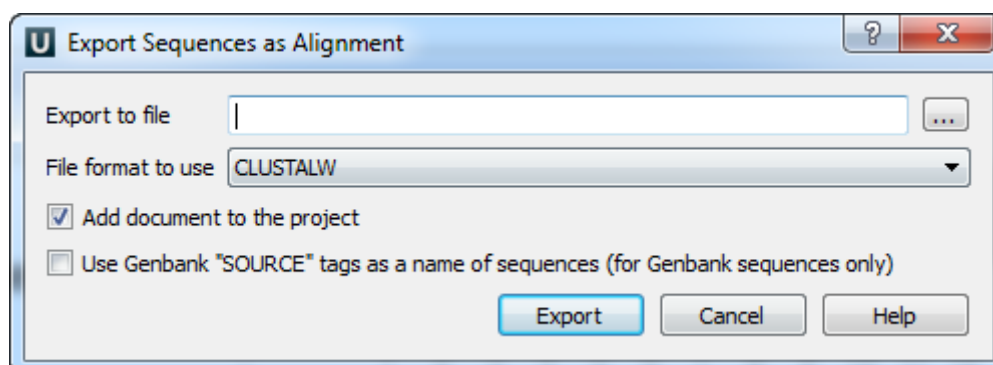 U Export Sequences as Alignment ? X
Export to file ...
File format to use CLUSTALW
Add document to the project
Use Genbank "SOURCE" tags as a name of sequences (for Genbank sequences only)
Export Cancel Help